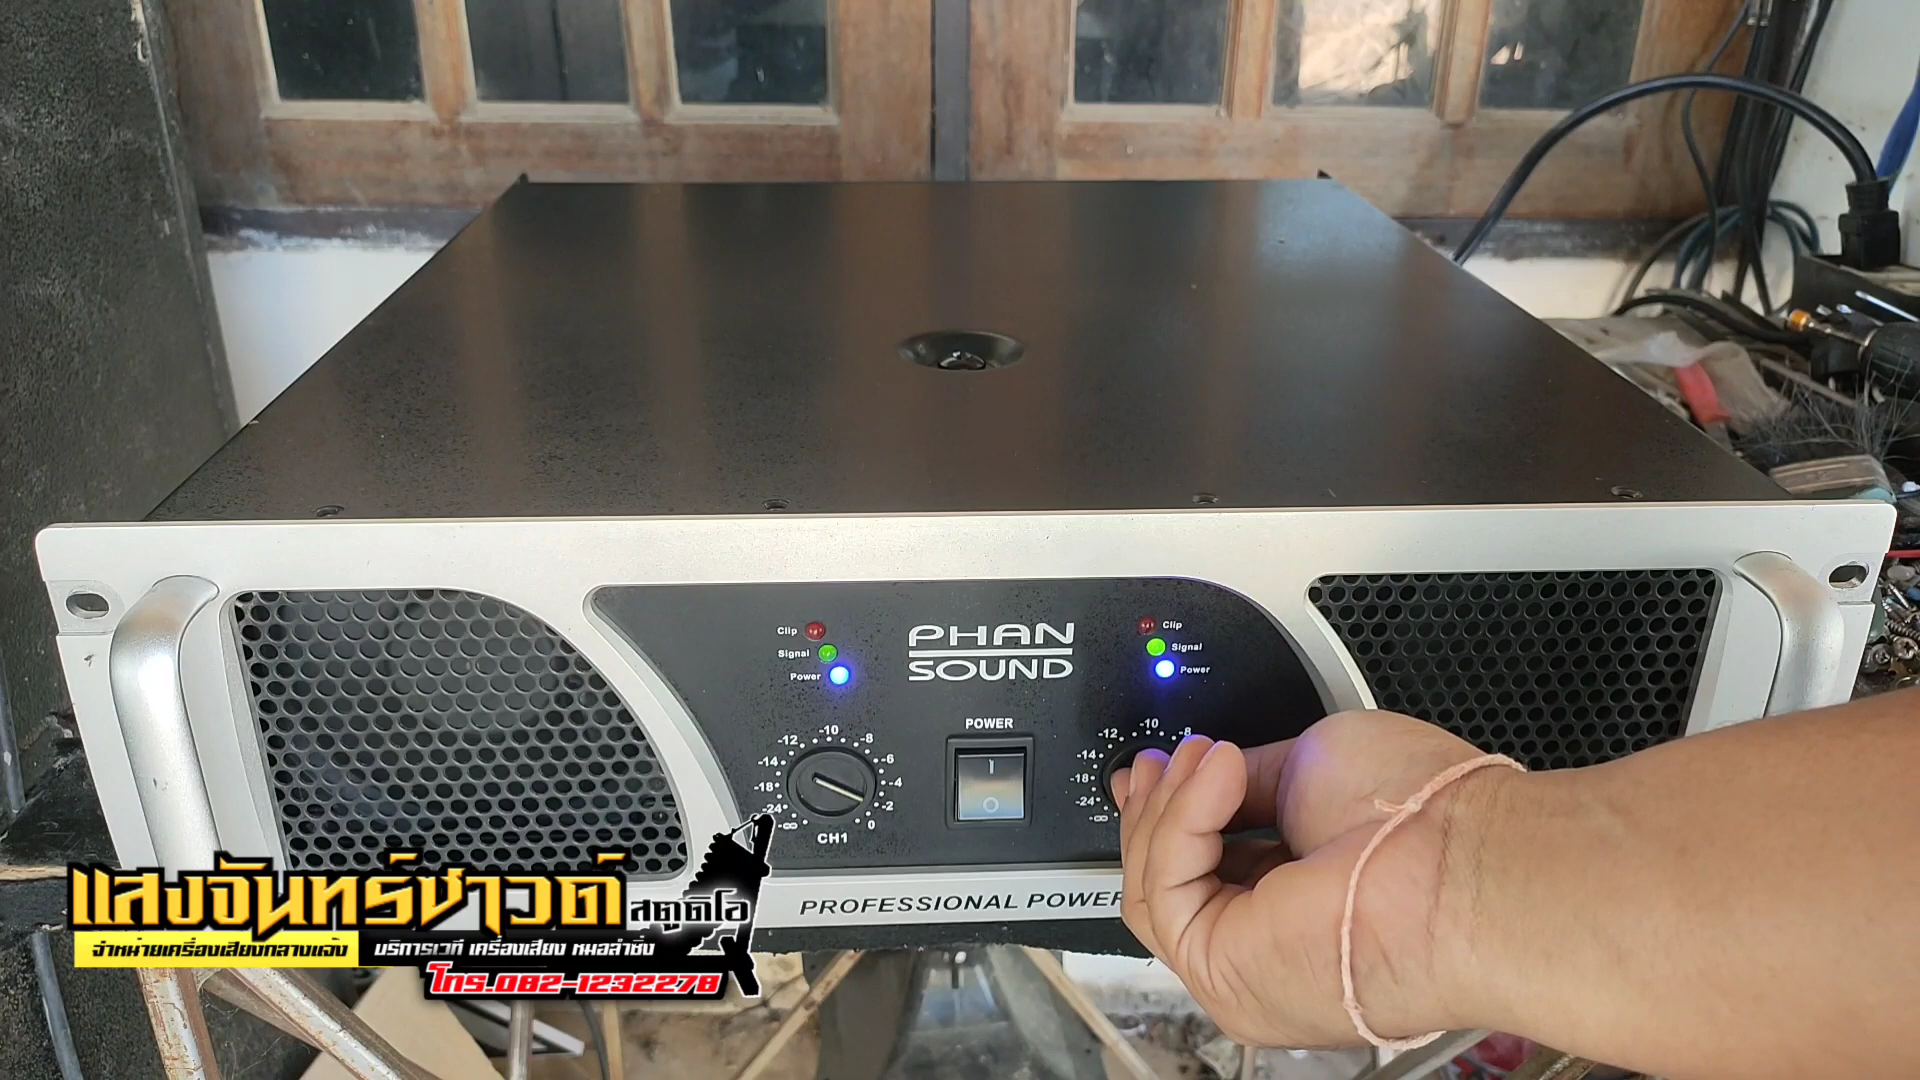 PHAN
SOUND
Clip
Signal
Power
Clip
Signal
Power
POWER
-10
-12
-8
-14
-6
-18
-4
-24
-2
-∞
0
CH1
-10
-12
-8
-14
-18
-24
-∞
PROFESSIONAL POWER
แสงจันทร์ซาวด์
สตูดิโอ
จำหน่ายเครื่องเสียงกลางแจ้ง
บริการเวที เครื่องเสียง หมอลำซิ่ง
โทร.082-1232278